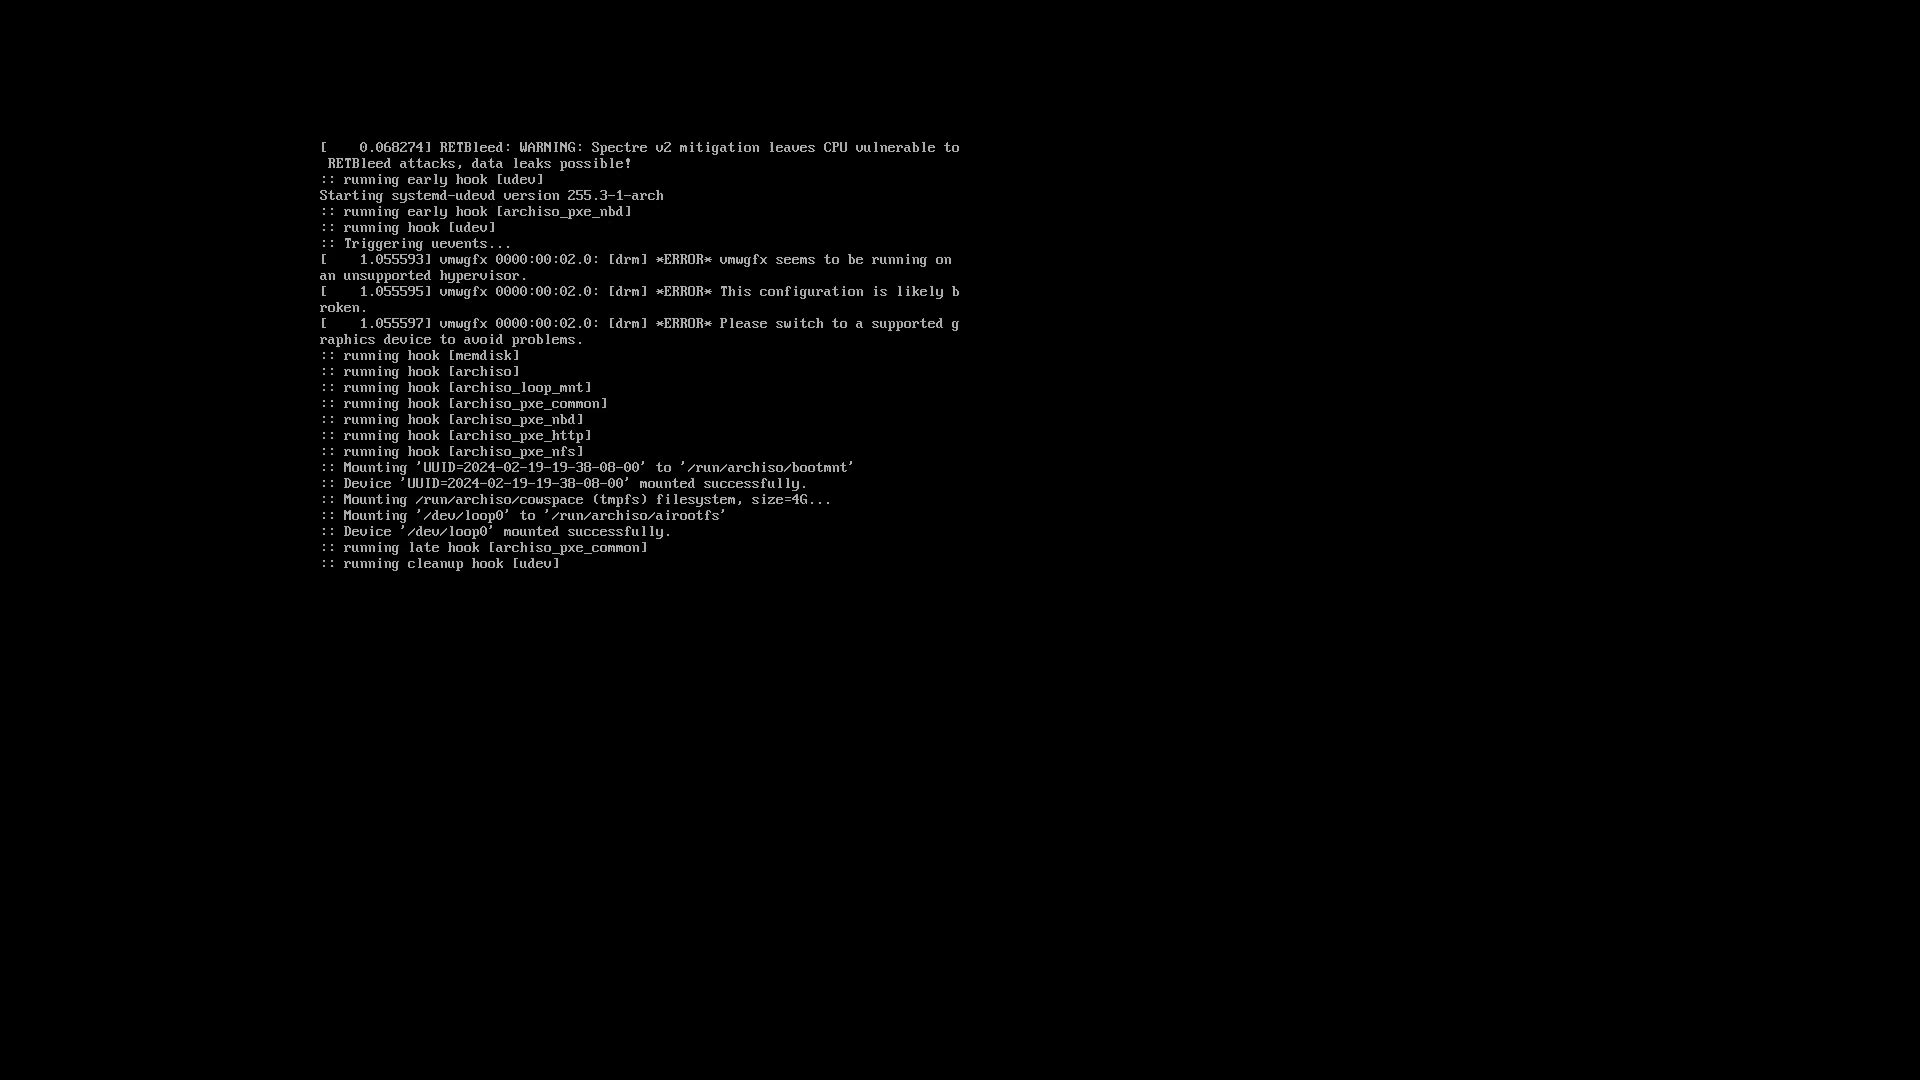 [    0.068274] RETBleed: WARNING: Spectre v2 mitigation leaves CPU vulnerable to
 RETBleed attacks, data leaks possible!
:: running early hook [udev]
Starting systemd-udevd version 255.3-1-arch
:: running early hook [archiso_pxe_nbd]
:: running hook [udev]
:: Triggering uevents...
[    1.055593] vmwgfx 0000:00:02.0: [drm] *ERROR* vmwgfx seems to be running on
an unsupported hypervisor.
[    1.055595] vmwgfx 0000:00:02.0: [drm] *ERROR* This configuration is likely b
roken.
[    1.055597] vmwgfx 0000:00:02.0: [drm] *ERROR* Please switch to a supported g
raphics device to avoid problems.
:: running hook [memdisk]
:: running hook [archiso]
:: running hook [archiso_loop_mnt]
:: running hook [archiso_pxe_common]
:: running hook [archiso_pxe_nbd]
:: running hook [archiso_pxe_http]
:: running hook [archiso_pxe_nfs]
:: Mounting 'UUID=2024-02-19-19-38-08-00' to '/run/archiso/bootmnt'
:: Device 'UUID=2024-02-19-19-38-08-00' mounted successfully.
:: Mounting /run/archiso/cowspace (tmpfs) filesystem, size=4G...
:: Mounting '/dev/loop0' to '/run/archiso/airootfs'
:: Device '/dev/loop0' mounted successfully.
:: running late hook [archiso_pxe_common]
:: running cleanup hook [udev]